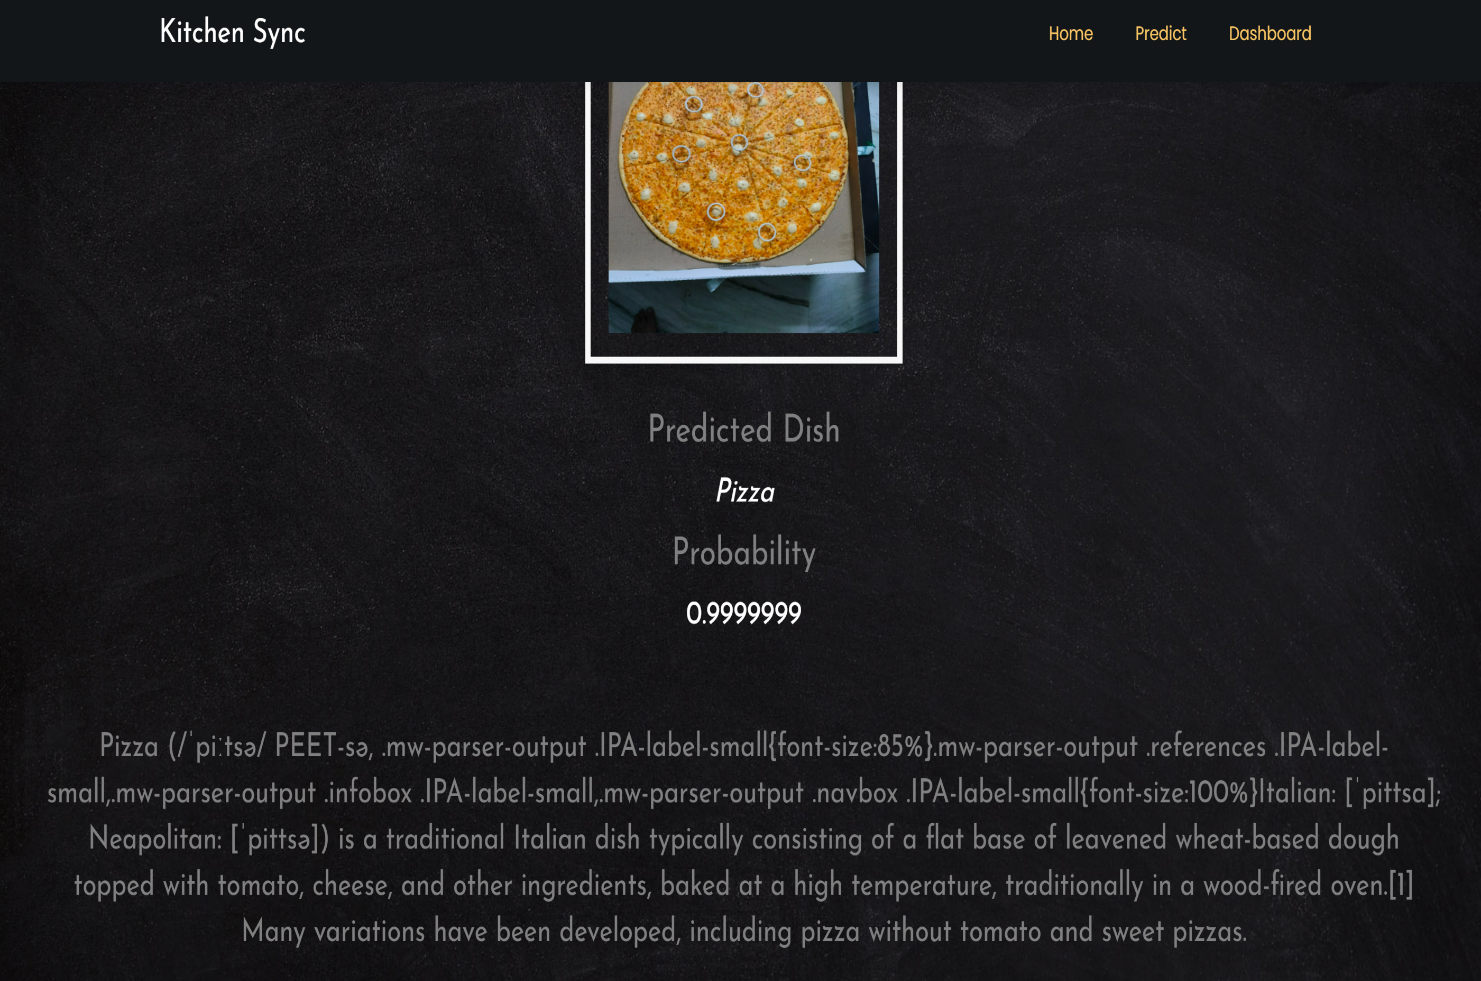 Kitchen Sync
Home Predict Dashboard
Predicted Dish
Pizza
Probability
0.9999999
Pizza (/ˈpiːtsə/ PEET-sə, .mw-parser-output .IPA-label-small{font-size:85%}.mw-parser-output .references .IPA-label-
small,.mw-parser-output .infobox .IPA-label-small,.mw-parser-output .navbox .IPA-label-small{font-size:100%}Italian: [ˈpittsa];
Neapolitan: [ˈpittsə]) is a traditional Italian dish typically consisting of a flat base of leavened wheat-based dough
topped with tomato, cheese, and other ingredients, baked at a high temperature, traditionally in a wood-fired oven.[1]
Many variations have been developed, including pizza without tomato and sweet pizzas.